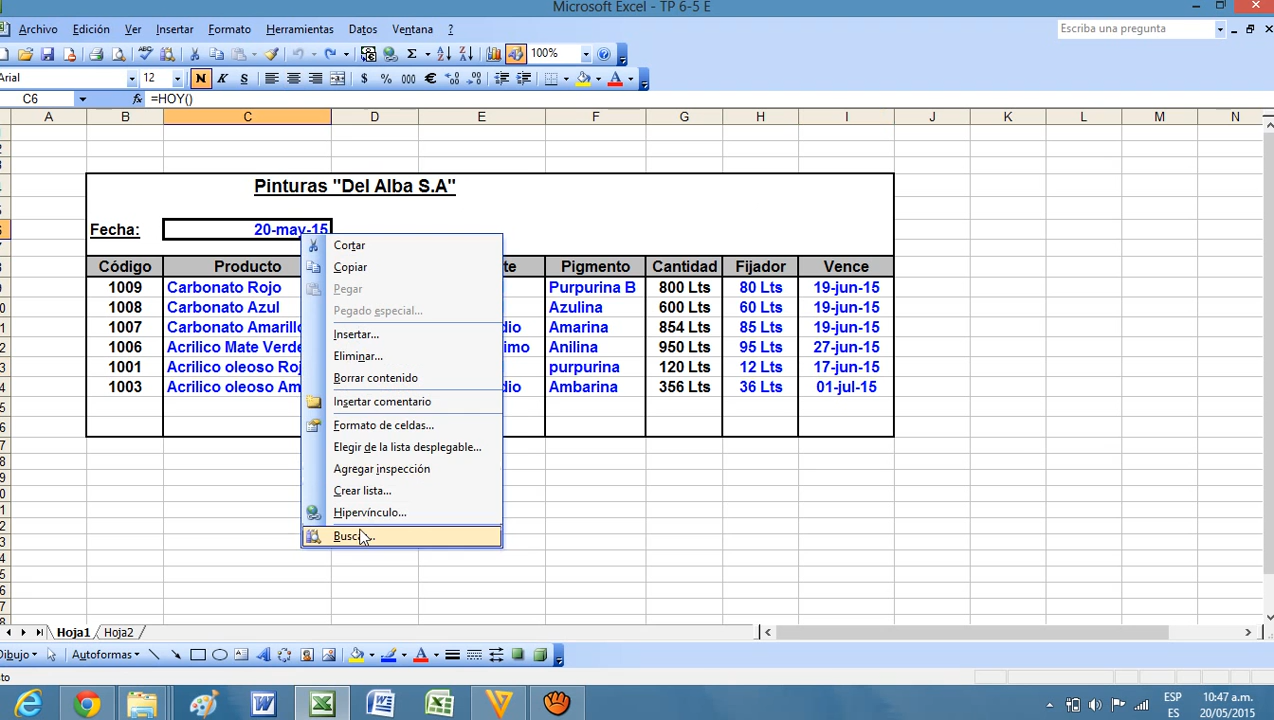 Microsoft Excel - TP 6-5 E
Archivo Edición Ver Insertar Formato Herramientas Datos Ventana ? Escriba una pregunta
100%
Arial 12 N K S $ % 000 €
C6 fx =HOY()
A B C D E F G H I J K L M N
Pinturas "Del Alba S.A"
Fecha: 20-may-15
Código Producto te Pigmento Cantidad Fijador Vence
1009 Carbonato Rojo Purpurina B 800 Lts 80 Lts 19-jun-15
1008 Carbonato Azul Azulina 600 Lts 60 Lts 19-jun-15
1007 Carbonato Amarillo dio Amarina 854 Lts 85 Lts 19-jun-15
1006 Acrilico Mate Verde imo Anilina 950 Lts 95 Lts 27-jun-15
1001 Acrilico oleoso Roj purpurina 120 Lts 12 Lts 17-jun-15
1003 Acrilico oleoso Am dio Ambarina 356 Lts 36 Lts 01-jul-15
Cortar
Copiar
Pegar
Pegado especial...
Insertar...
Eliminar...
Borrar contenido
Insertar comentario
Formato de celdas...
Elegir de la lista desplegable...
Agregar inspección
Crear lista...
Hipervínculo...
Hoja1 Hoja2
Dibujo Autoformas
ESP 10:47 a.m.
ES 20/05/2015